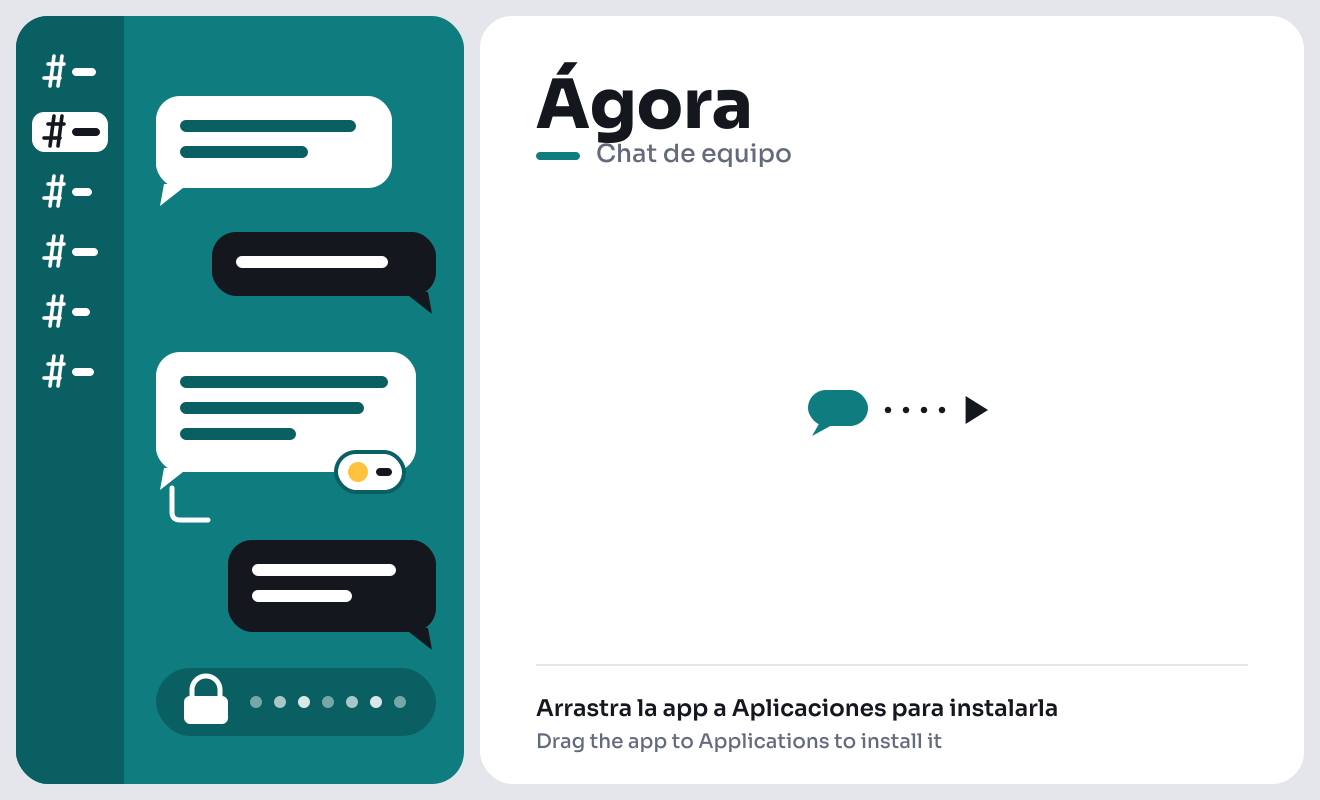 #
#
#
#
#
#
Ágora
Chat de equipo
Arrastra la app a Aplicaciones para instalarla
Drag the app to Applications to install it